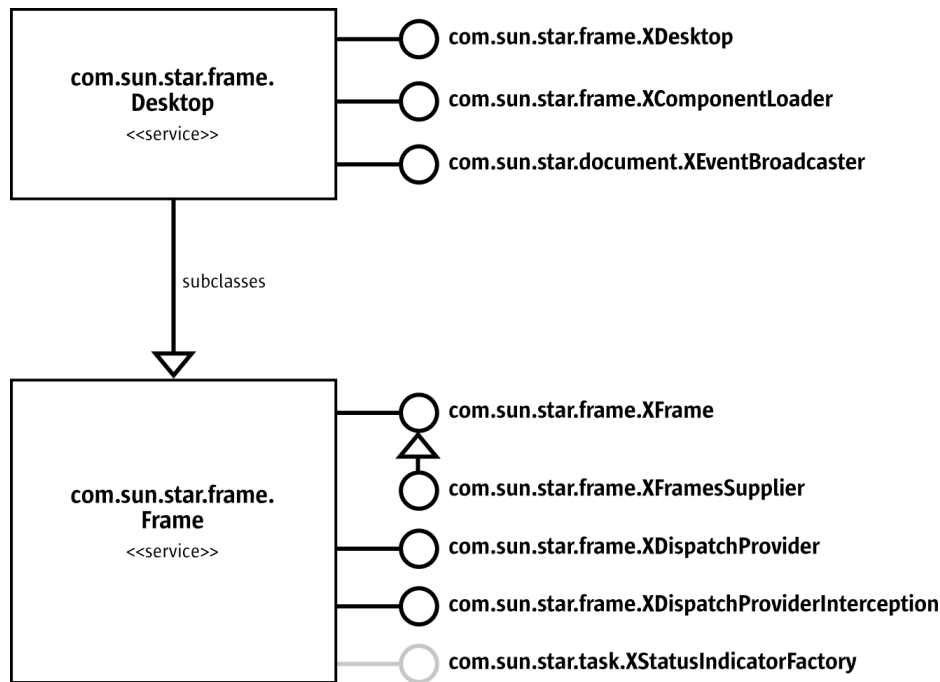 com.sun.star.frame.
Desktop
<<service>>
com.sun.star.frame.XDesktop
com.sun.star.frame.XComponentLoader
com.sun.star.document.XEventBroadcaster
subclasses
com.sun.star.frame.
Frame
<<service>>
com.sun.star.frame.XFrame
com.sun.star.frame.XFramesSupplier
com.sun.star.frame.XDispatchProvider
com.sun.star.frame.XDispatchProviderInterception
com.sun.star.task.XStatusIndicatorFactory